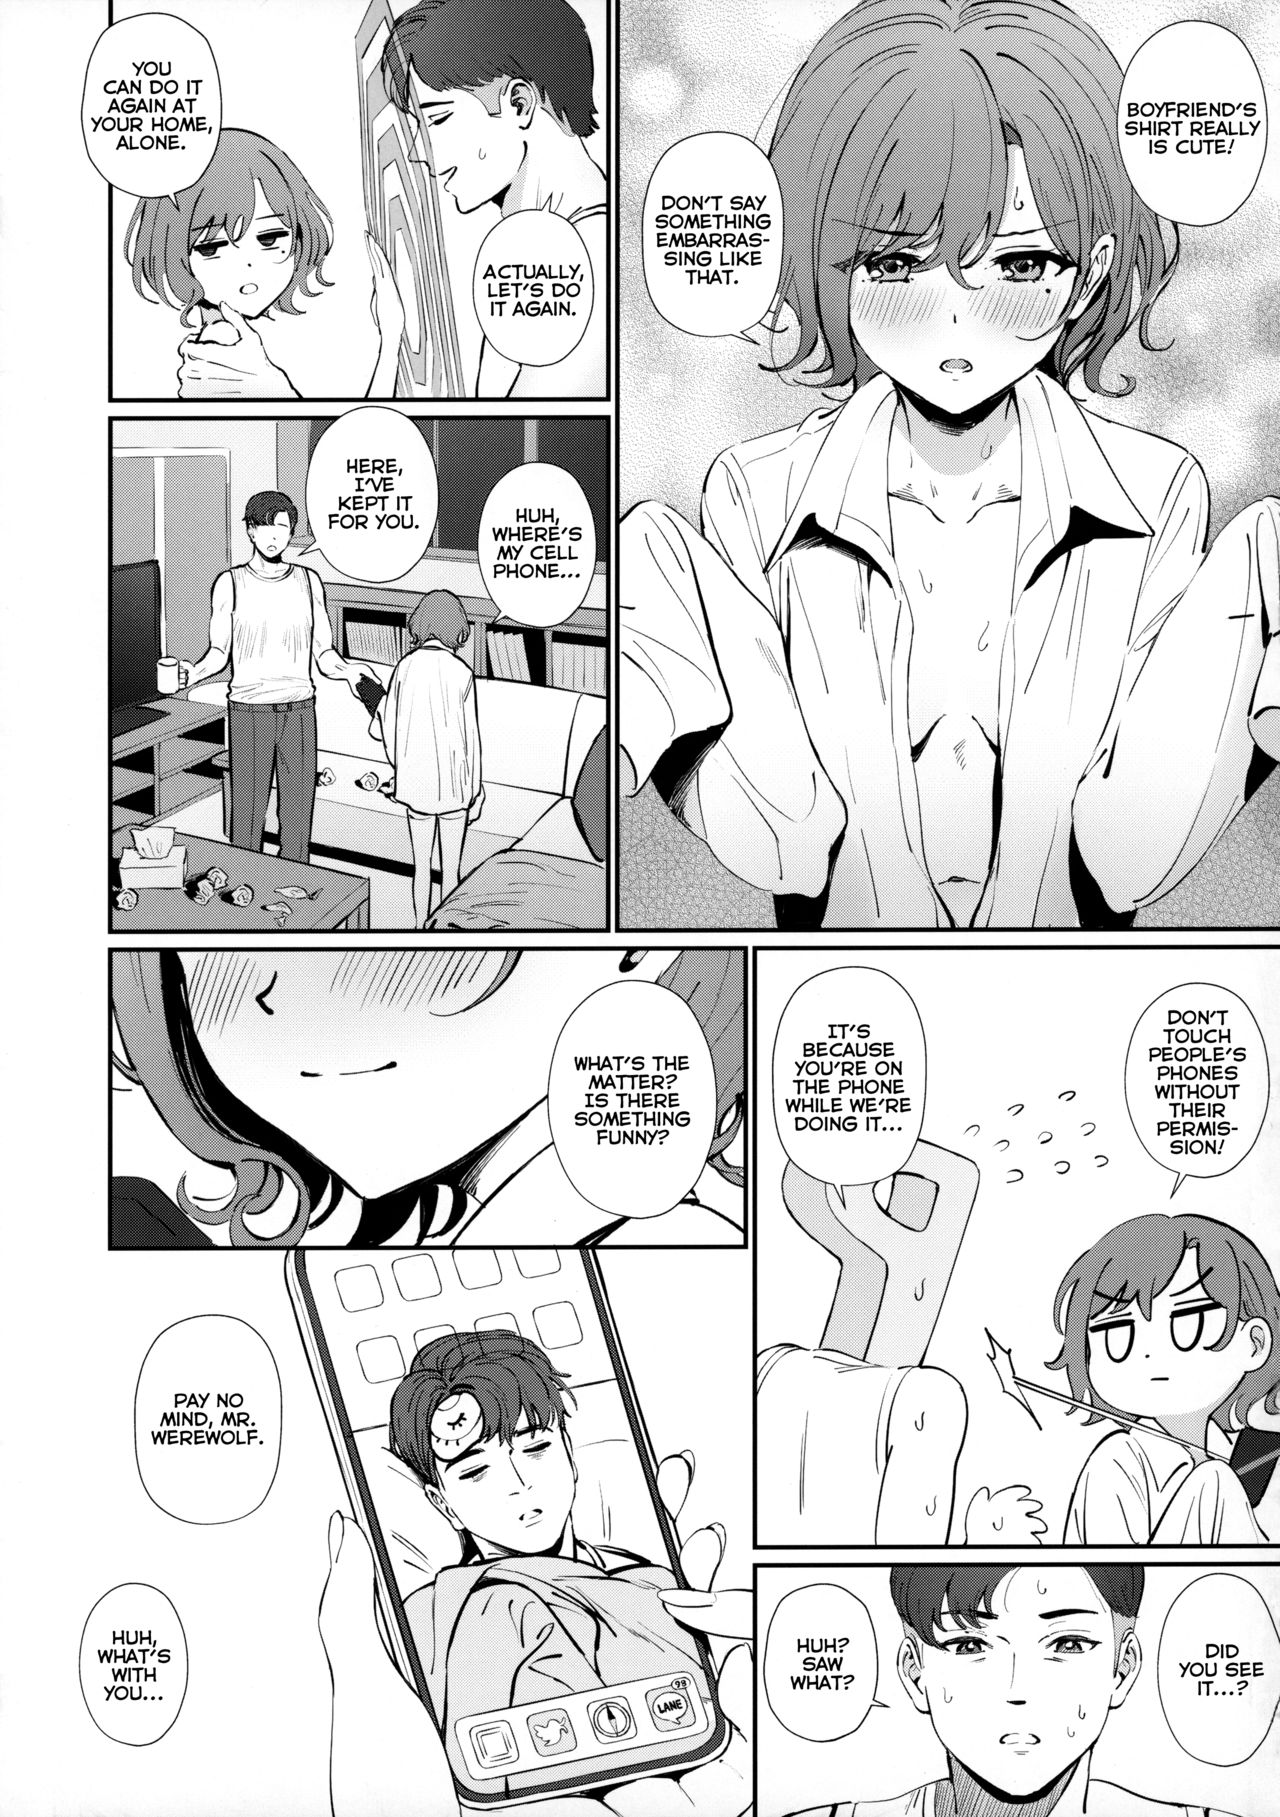 BOYFRIEND'S
SHIRT REALLY
IS CUTE!
DON'T SAY
SOMETHING
EMBARRAS-
SING LIKE
THAT.
ACTUALLY,
LET'S DO
IT AGAIN.
YOU
CAN DO IT
AGAIN AT
YOUR HOME,
ALONE.
HUH,
WHERE'S
MY CELL
PHONE...
HERE,
I'VE
KEPT IT
FOR YOU.
DON'T
TOUCH
PEOPLE'S
PHONES
WITHOUT
THEIR
PERMIS-
SION!
IT'S
BECAUSE
YOU'RE ON
THE PHONE
WHILE WE'RE
DOING IT...
DID
YOU SEE
IT...?
HUH?
SAW
WHAT?
WHAT'S THE
MATTER?
IS THERE
SOMETHING
FUNNY?
PAY NO
MIND, MR.
WEREWOLF.
HUH,
WHAT'S
WITH
YOU...
98
LANE